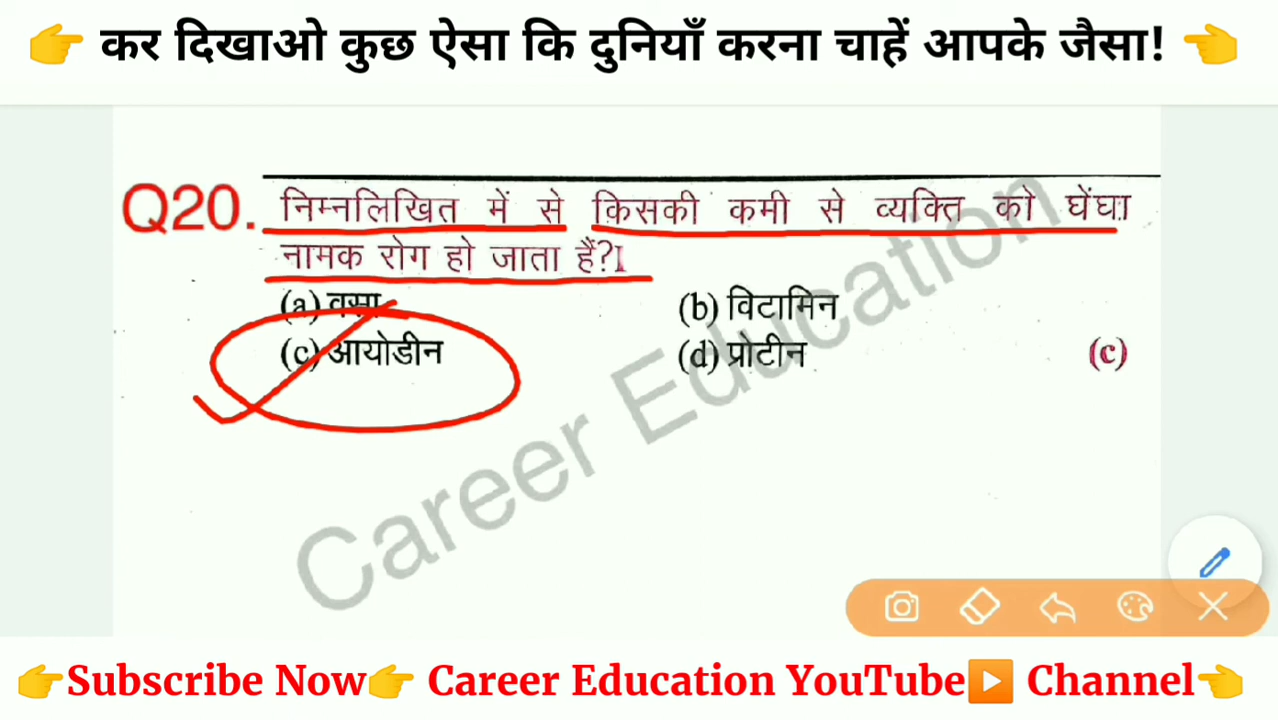 👉 कर दिखाओ कुछ ऐसा कि दुनियाँ करना चाहें आपके जैसा! 👈
Q20. निम्नलिखित में से किसकी कमी से व्यक्ति को घेंघा
नामक रोग हो जाता हैं?
(a) वसा (b) विटामिन
(c) आयोडीन (d) प्रोटीन (c)
Career Education
👉Subscribe Now👉 Career Education YouTube▶️ Channel👈